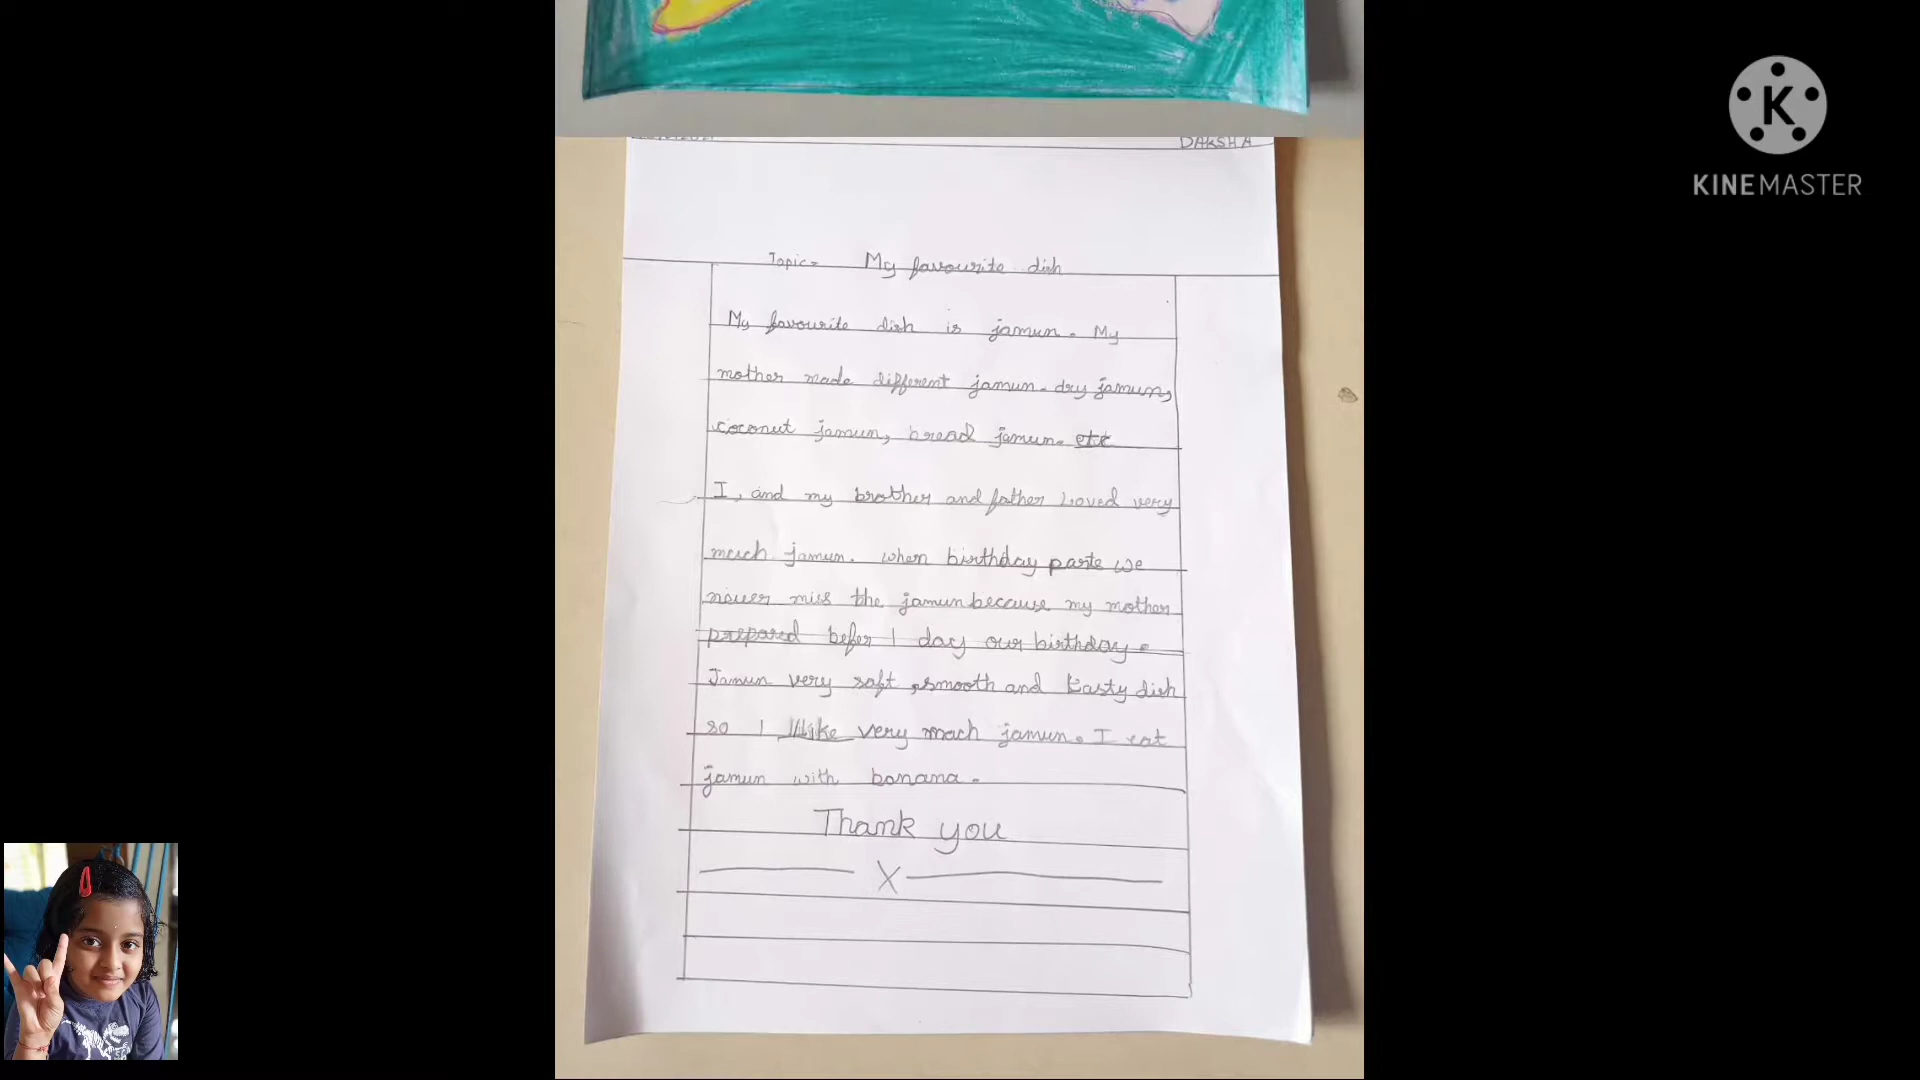 DAKSHA
KINEMASTER
Topic= My favourite dish
My favourite dish is jamun. My
mother made different jamun. dry jamun,
coconut jamun, bread jamun. etc
I, and my brother and father Loved very
much jamun. when birthday parte we
never miss the jamun because my mother
prepared befer 1 day our birthday.
Jamun very soft, smooth and tasty dish
so I like very mach jamun. I eat
jamun with banana.
Thank you
X